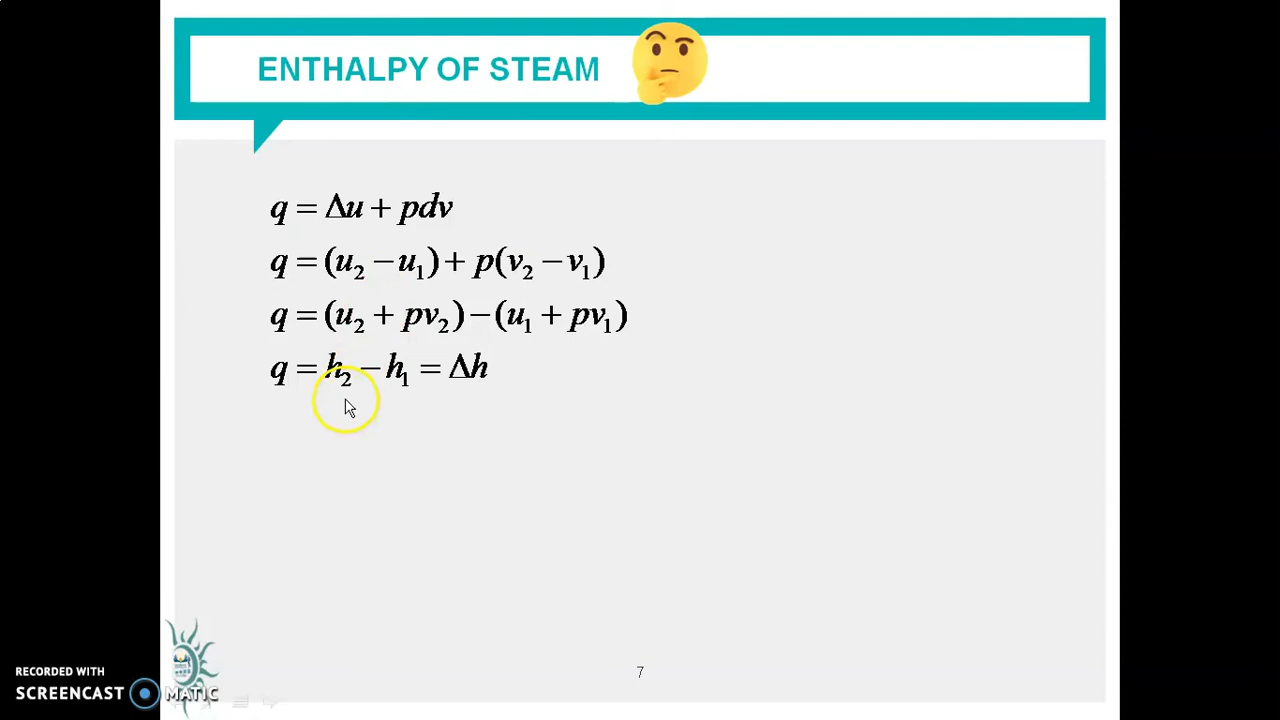 ENTHALPY OF STEAM
q = Δu + pdv
q = (u₂ − u₁) + p(v₂ − v₁)
q = (u₂ + pv₂) − (u₁ + pv₁)
q = h₂ − h₁ = Δh
7
RECORDED WITH
SCREENCAST MATIC